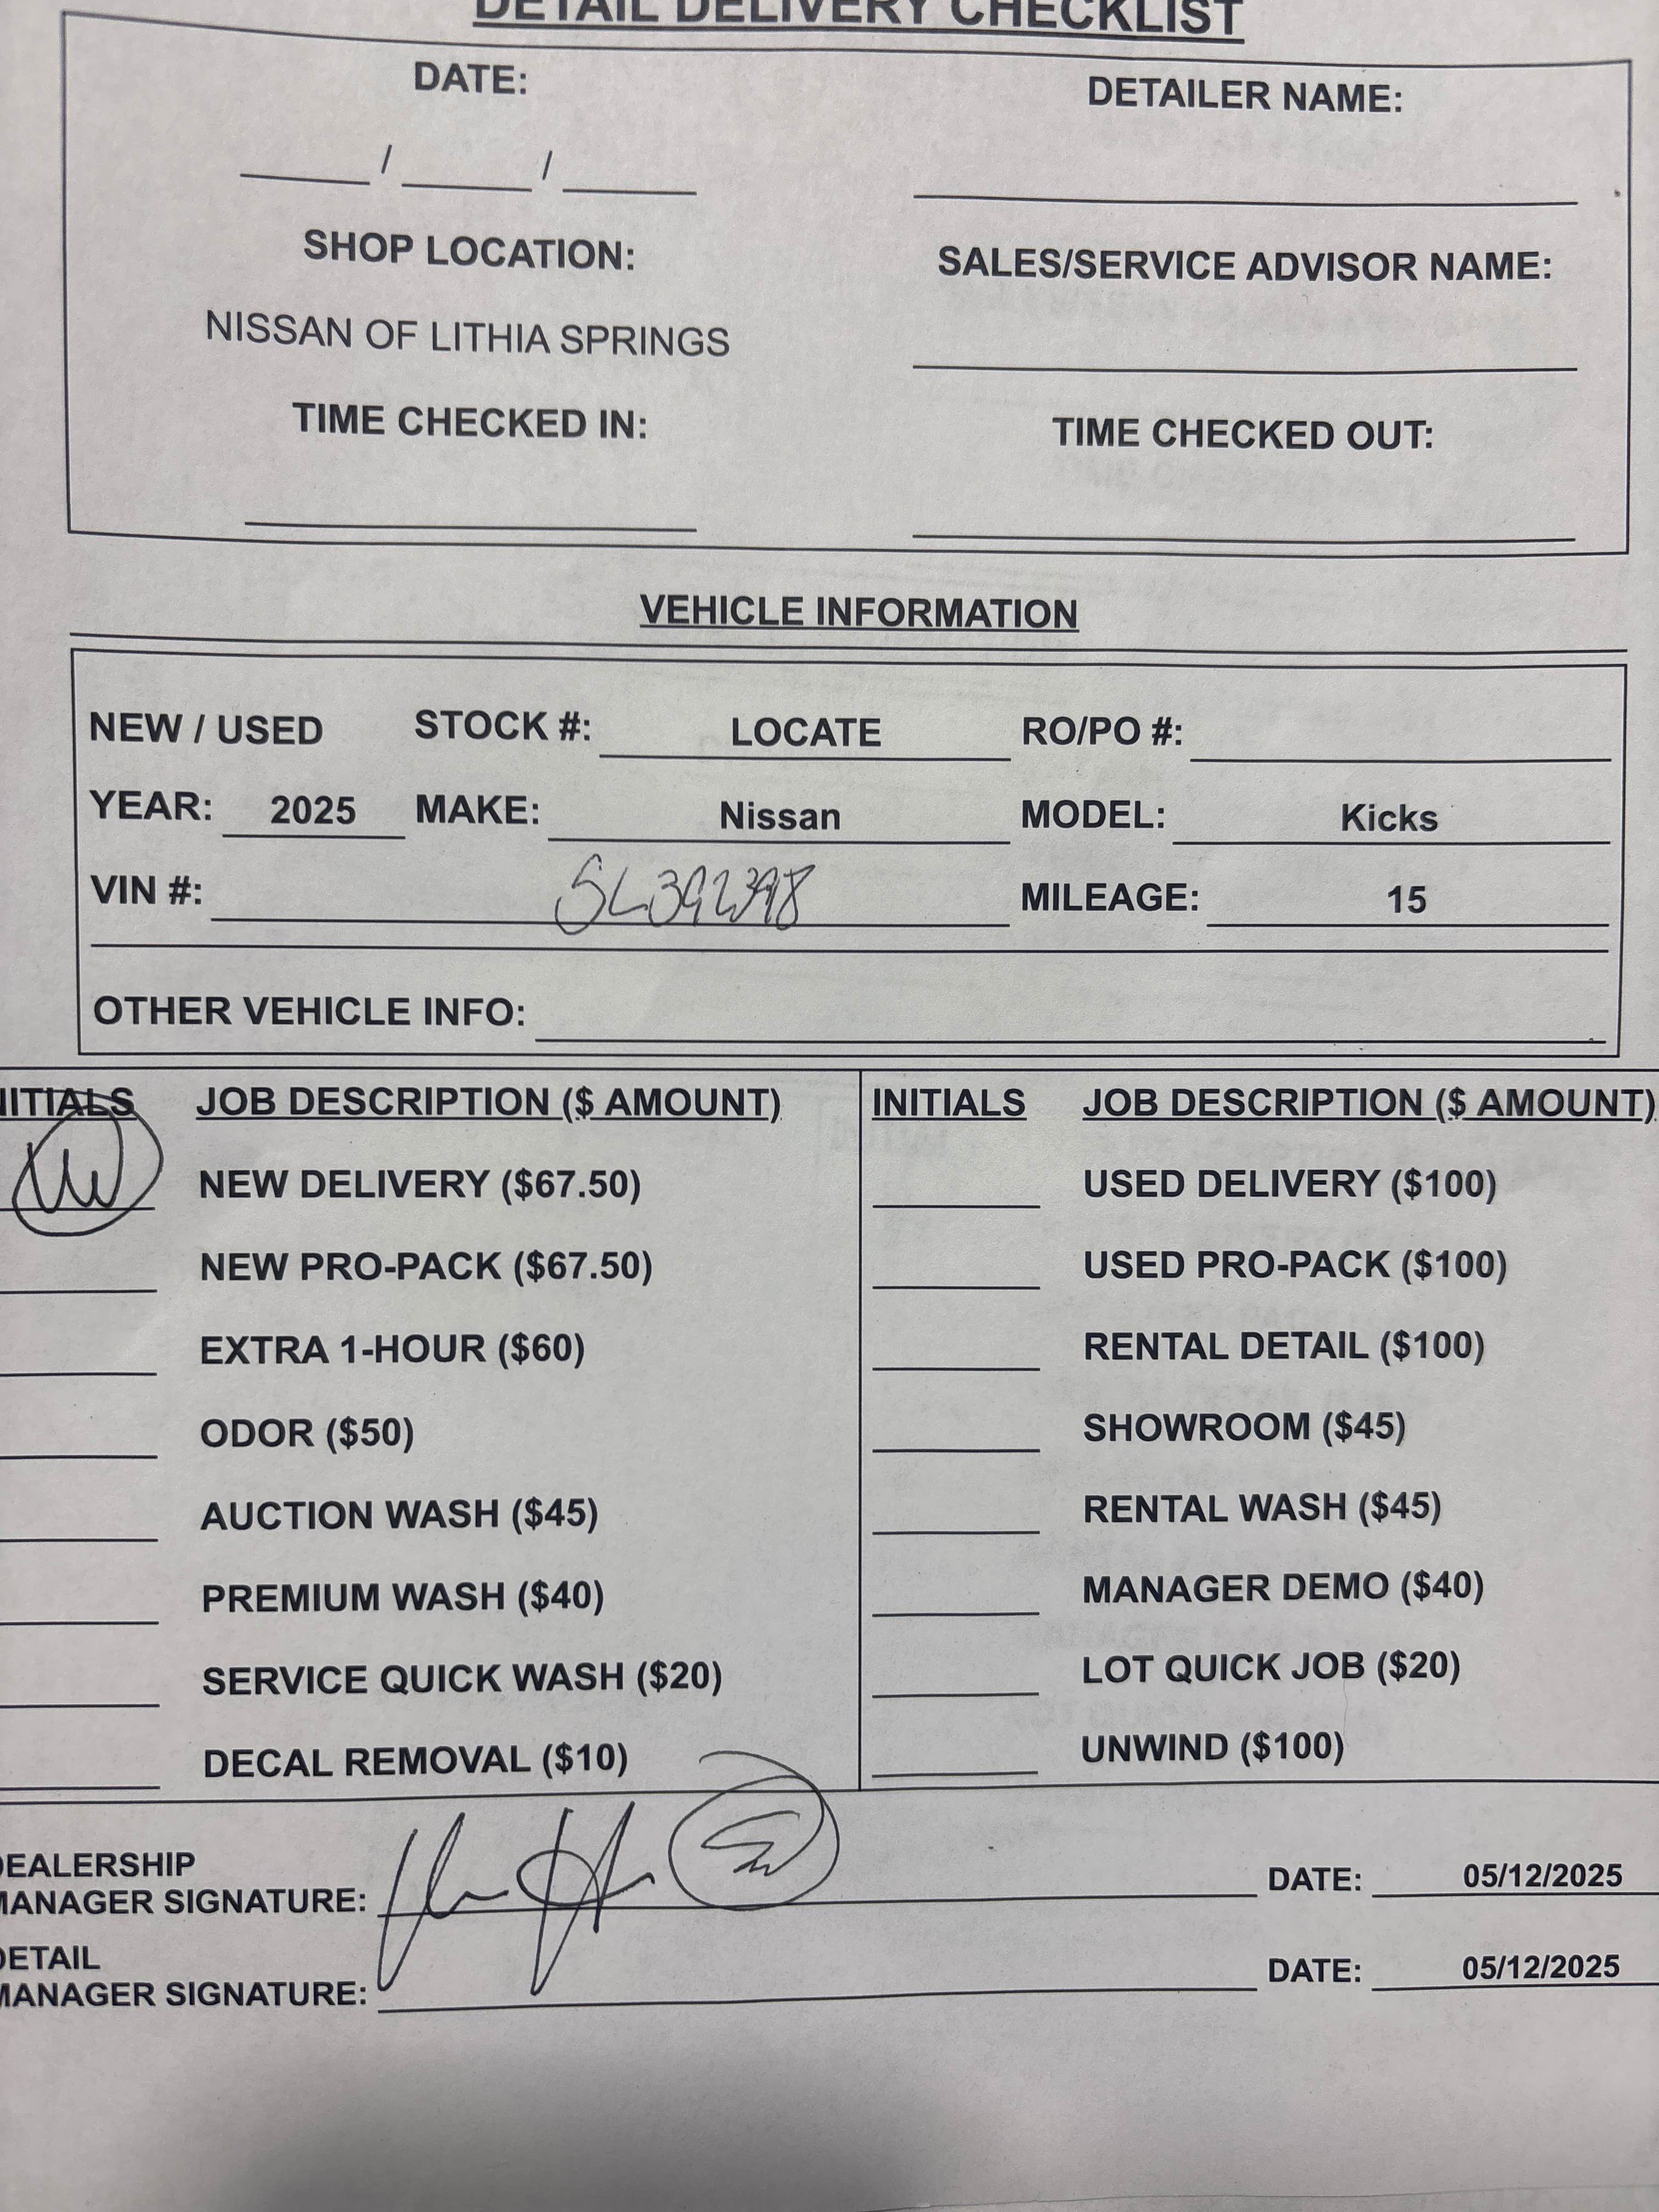 DETAIL DELIVERY CHECKLIST
DATE:
DETAILER NAME:
____/____/____
SHOP LOCATION:
SALES/SERVICE ADVISOR NAME:
NISSAN OF LITHIA SPRINGS
TIME CHECKED IN:
TIME CHECKED OUT:
VEHICLE INFORMATION
NEW / USED STOCK #: LOCATE RO/PO #:
YEAR: 2025 MAKE: Nissan MODEL: Kicks
VIN #: SL392398 MILEAGE: 15
OTHER VEHICLE INFO:
NITIALS JOB DESCRIPTION ($ AMOUNT) INITIALS JOB DESCRIPTION ($ AMOUNT)
NEW DELIVERY ($67.50) USED DELIVERY ($100)
NEW PRO-PACK ($67.50) USED PRO-PACK ($100)
EXTRA 1-HOUR ($60) RENTAL DETAIL ($100)
ODOR ($50) SHOWROOM ($45)
AUCTION WASH ($45) RENTAL WASH ($45)
PREMIUM WASH ($40) MANAGER DEMO ($40)
SERVICE QUICK WASH ($20) LOT QUICK JOB ($20)
DECAL REMOVAL ($10) UNWIND ($100)
DEALERSHIP
MANAGER SIGNATURE: DATE: 05/12/2025
DETAIL
MANAGER SIGNATURE: DATE: 05/12/2025